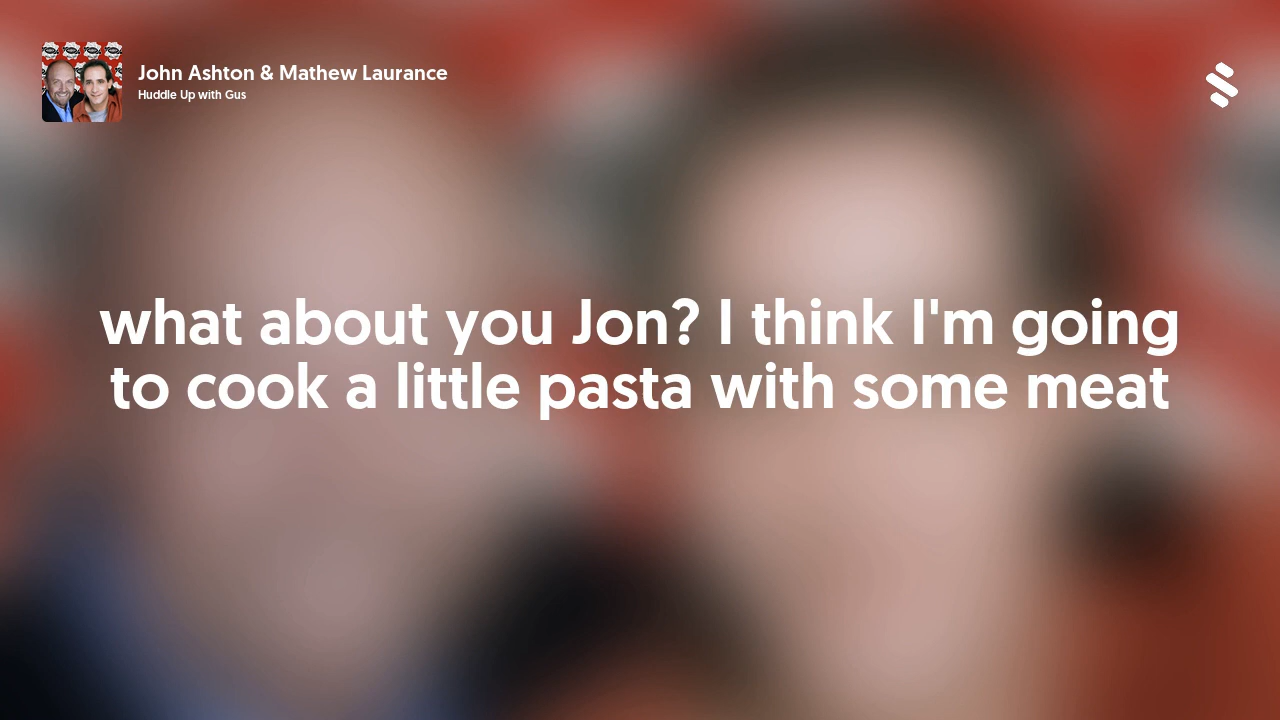 John Ashton & Mathew Laurance
Huddle Up with Gus
what about you Jon? I think I'm going
to cook a little pasta with some meat